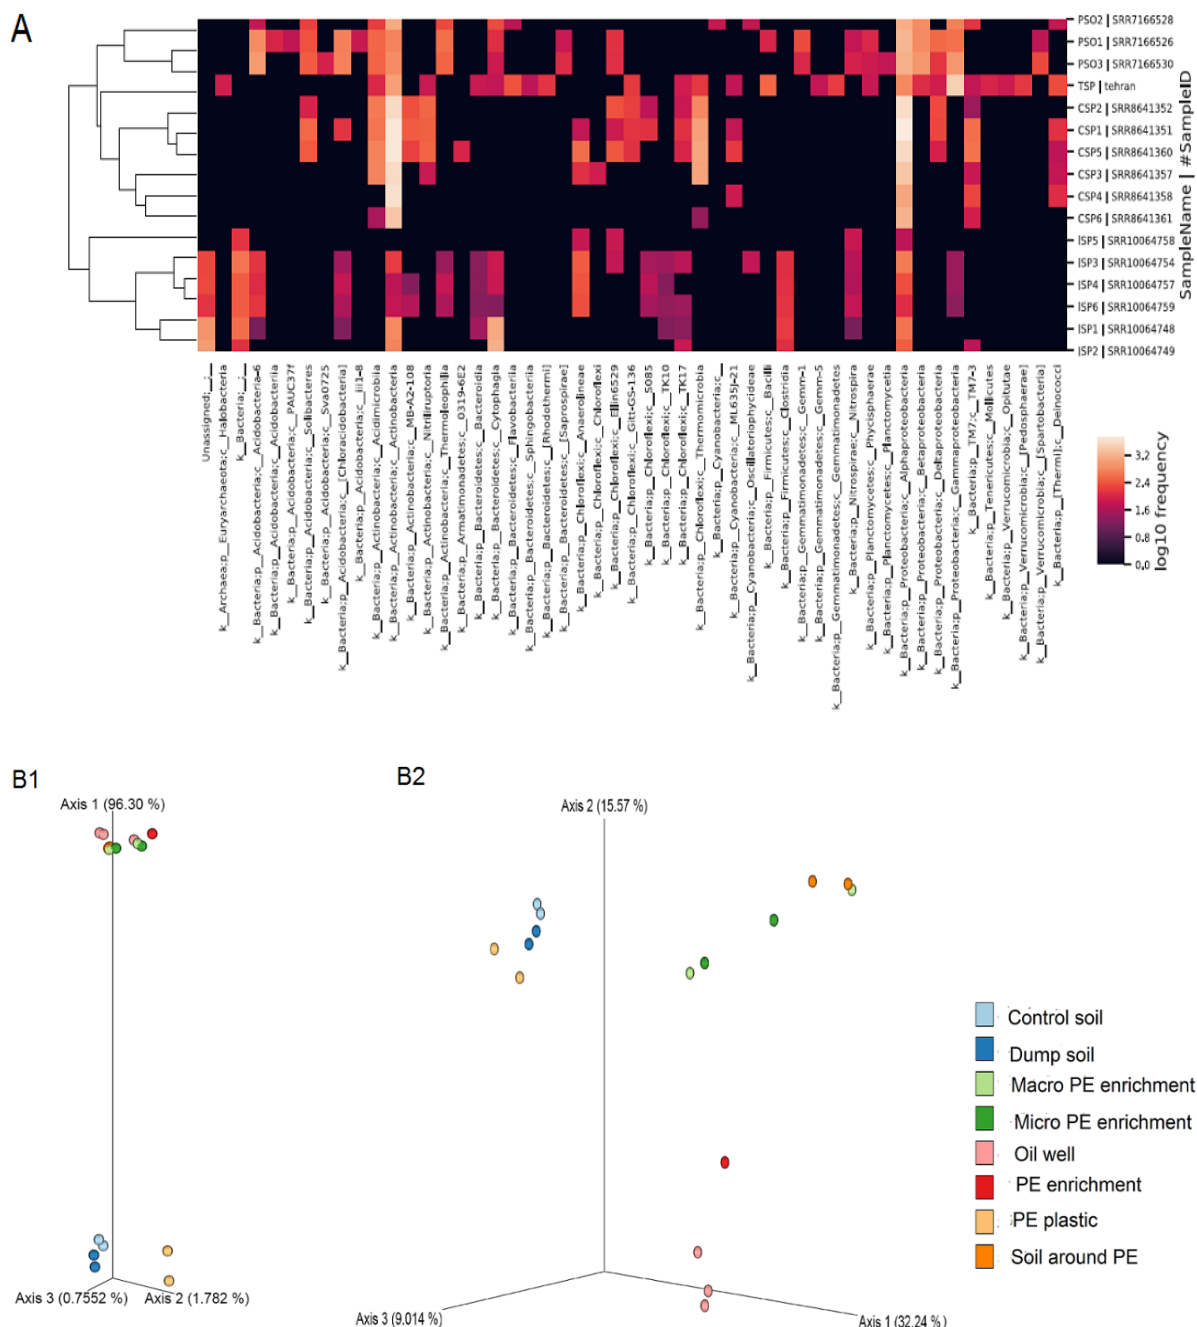 A
PSO2 | SRR7166528
PSO1 | SRR7166526
PSO3 | SRR7166530
TSP | tehran
CSP2 | SRR8641352
CSP1 | SRR8641351
CSP5 | SRR8641360
CSP3 | SRR8641357
CSP4 | SRR8641358
CSP6 | SRR8641361
ISP5 | SRR10064758
ISP3 | SRR10064754
ISP4 | SRR10064757
ISP6 | SRR10064759
ISP1 | SRR10064748
ISP2 | SRR10064749
SampleName | #SampleID
Unassigned;__;__
k__Archaea;p__Euryarchaeota;c__Halobacteria
k__Bacteria;__;__
k__Bacteria;p__Acidobacteria;c__Acidobacteria-6
k__Bacteria;p__Acidobacteria;c__Acidobacteriia
k__Bacteria;p__Acidobacteria;c__PAUC37f
k__Bacteria;p__Acidobacteria;c__Solibacteres
k__Bacteria;p__Acidobacteria;c__Sva0725
k__Bacteria;p__Acidobacteria;c__[Chloracidobacteria]
k__Bacteria;p__Acidobacteria;c__iii1-8
k__Bacteria;p__Actinobacteria;c__Acidimicrobiia
k__Bacteria;p__Actinobacteria;c__Actinobacteria
k__Bacteria;p__Actinobacteria;c__MB-A2-108
k__Bacteria;p__Actinobacteria;c__Nitriliruptoria
k__Bacteria;p__Actinobacteria;c__Thermoleophilia
k__Bacteria;p__Armatimonadetes;c__0319-6E2
k__Bacteria;p__Bacteroidetes;c__Bacteroidia
k__Bacteria;p__Bacteroidetes;c__Cytophagia
k__Bacteria;p__Bacteroidetes;c__Flavobacteriia
k__Bacteria;p__Bacteroidetes;c__Sphingobacteriia
k__Bacteria;p__Bacteroidetes;c__[Rhodothermi]
k__Bacteria;p__Bacteroidetes;c__[Saprospirae]
k__Bacteria;p__Chloroflexi;c__Anaerolineae
k__Bacteria;p__Chloroflexi;c__Chloroflexi
k__Bacteria;p__Chloroflexi;c__Ellin6529
k__Bacteria;p__Chloroflexi;c__Gitt-GS-136
k__Bacteria;p__Chloroflexi;c__S085
k__Bacteria;p__Chloroflexi;c__TK10
k__Bacteria;p__Chloroflexi;c__TK17
k__Bacteria;p__Chloroflexi;c__Thermomicrobia
k__Bacteria;p__Cyanobacteria;c__
k__Bacteria;p__Cyanobacteria;c__ML635J-21
k__Bacteria;p__Cyanobacteria;c__Oscillatoriophycideae
k__Bacteria;p__Firmicutes;c__Bacilli
k__Bacteria;p__Firmicutes;c__Clostridia
k__Bacteria;p__Gemmatimonadetes;c__Gemm-1
k__Bacteria;p__Gemmatimonadetes;c__Gemm-5
k__Bacteria;p__Gemmatimonadetes;c__Gemmatimonadetes
k__Bacteria;p__Nitrospirae;c__Nitrospira
k__Bacteria;p__Planctomycetes;c__Phycisphaerae
k__Bacteria;p__Planctomycetes;c__Planctomycetia
k__Bacteria;p__Proteobacteria;c__Alphaproteobacteria
k__Bacteria;p__Proteobacteria;c__Betaproteobacteria
k__Bacteria;p__Proteobacteria;c__Deltaproteobacteria
k__Bacteria;p__Proteobacteria;c__Gammaproteobacteria
k__Bacteria;p__TM7;c__TM7-3
k__Bacteria;p__Tenericutes;c__Mollicutes
k__Bacteria;p__Verrucomicrobia;c__Opitutae
k__Bacteria;p__Verrucomicrobia;c__[Pedosphaerae]
k__Bacteria;p__Verrucomicrobia;c__[Spartobacteria]
k__Bacteria;p__[Thermi];c__Deinococci
3.2
2.4
1.6
0.8
0.0
log10 frequency
B1
Axis 1 (96.30 %)
Axis 3 (0.7552 %)
Axis 2 (1.782 %)
B2
Axis 2 (15.57 %)
Axis 3 (9.014 %)
Axis 1 (32.24 %)
Control soil
Dump soil
Macro PE enrichment
Micro PE enrichment
Oil well
PE enrichment
PE plastic
Soil around PE